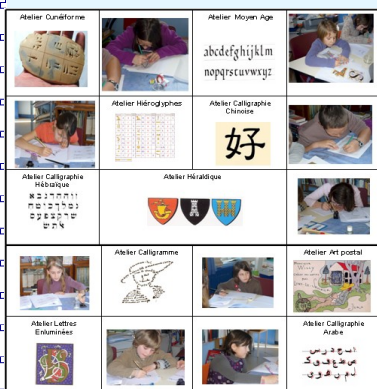 Atelier Cunéiforme
Atelier Moyen Age
abcdefghijklm
nopqrstuvwxyz
Atelier Hiéroglyphes
Atelier Calligraphie
Chinoise
好
Atelier Calligraphie
Hébraïque
Atelier Héraldique
Atelier Calligramme
Atelier Art postal
Atelier Lettres
Enluminées
Atelier Calligraphie
Arabe